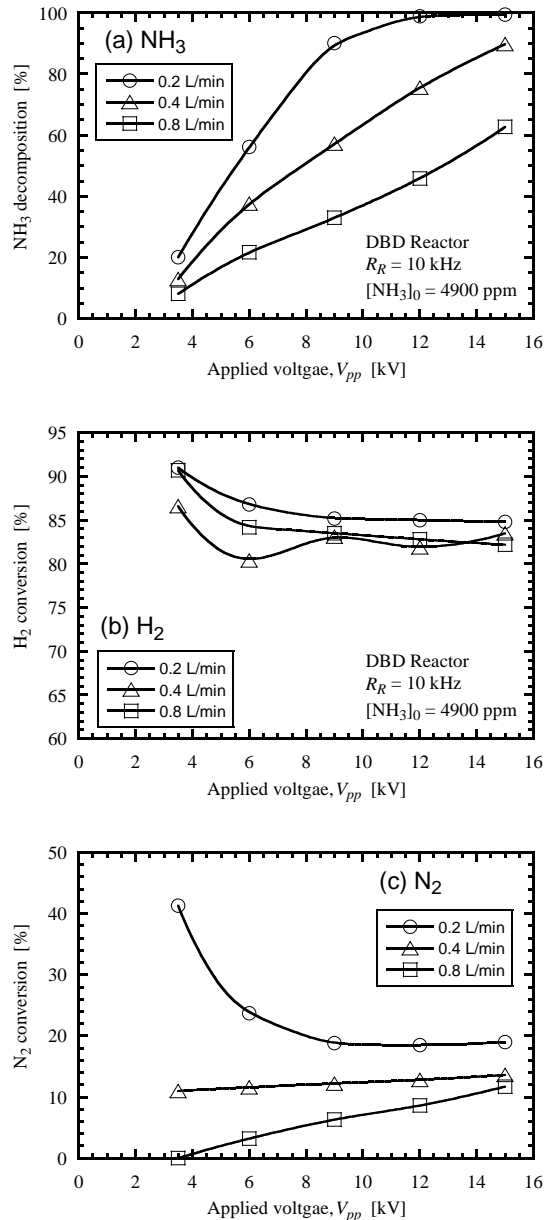 (a) NH3
0.2 L/min
0.4 L/min
0.8 L/min
DBD Reactor
RR = 10 kHz
[NH3]0 = 4900 ppm
NH3 decomposition [%]
100
80
60
40
20
0
0 2 4 6 8 10 12 14 16
Applied voltgae, Vpp [kV]
H2 conversion [%]
95
90
85
80
75
70
65
60
(b) H2
0.2 L/min
0.4 L/min
0.8 L/min
DBD Reactor
RR = 10 kHz
[NH3]0 = 4900 ppm
0 2 4 6 8 10 12 14 16
Applied voltgae, Vpp [kV]
N2 conversion [%]
50
40
30
20
10
0
(c) N2
0.2 L/min
0.4 L/min
0.8 L/min
0 2 4 6 8 10 12 14 16
Applied voltgae, Vpp [kV]